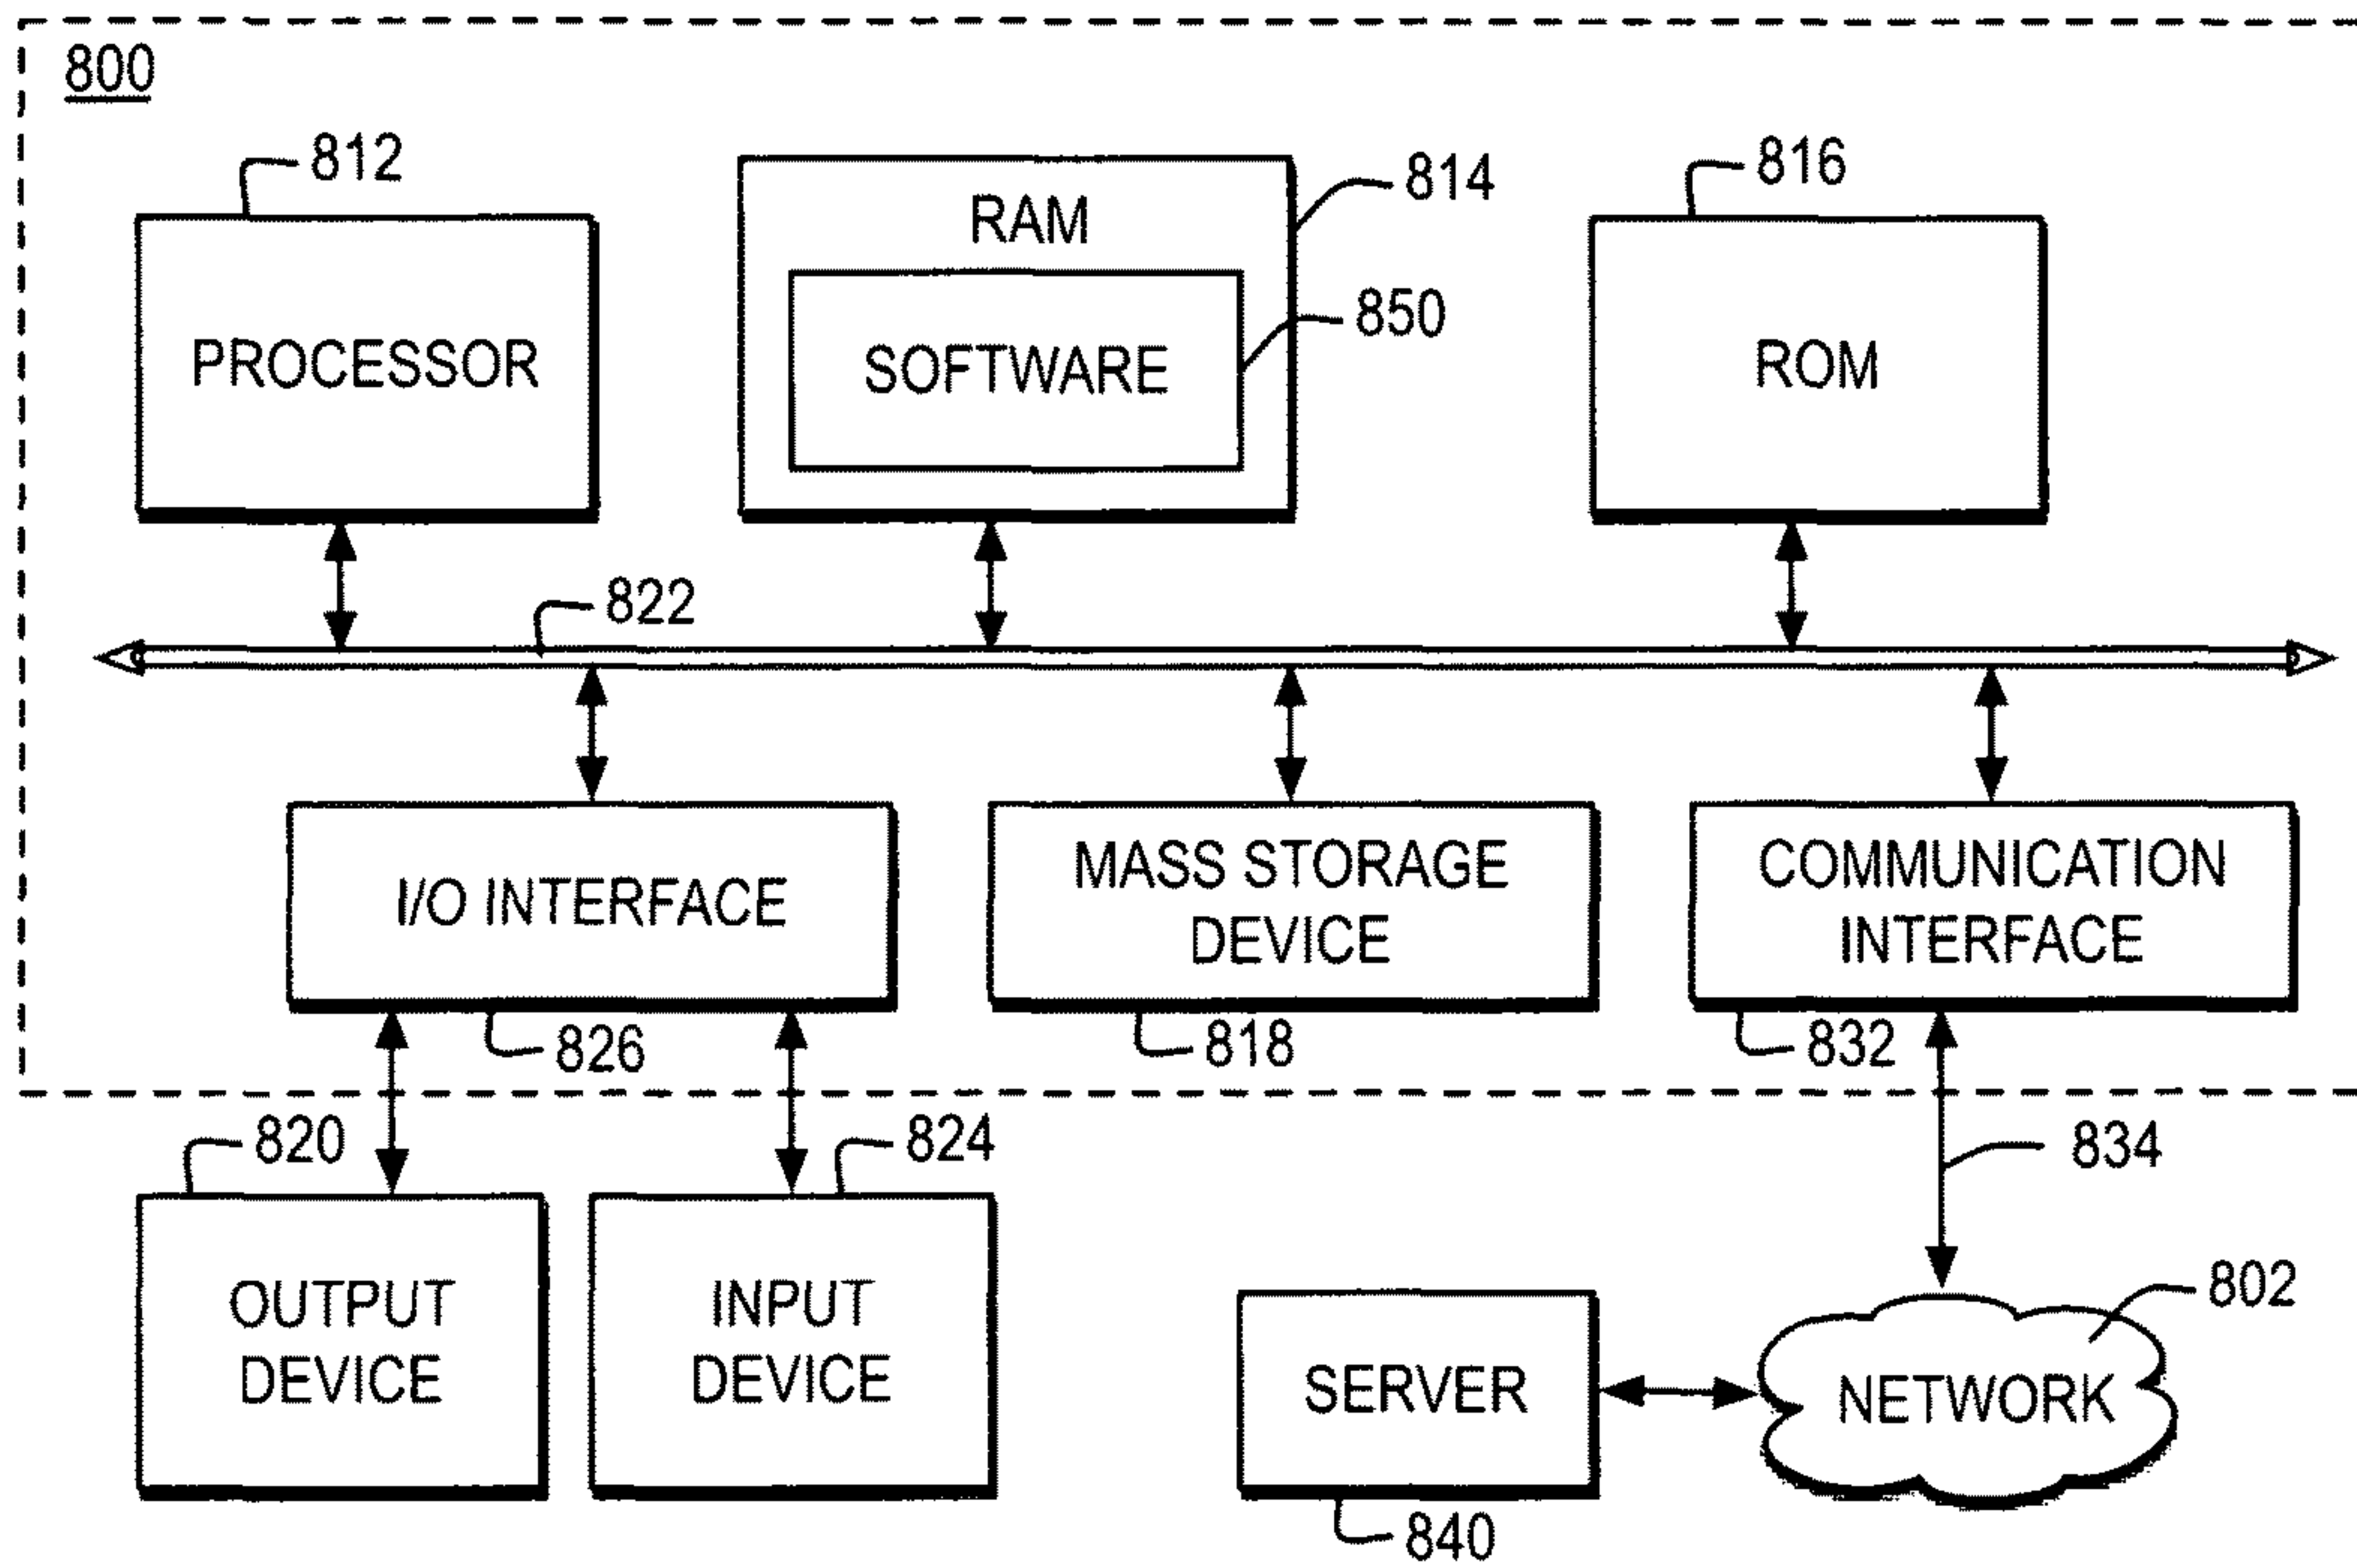 800
812
814
816
RAM
850
PROCESSOR
SOFTWARE
ROM
822
I/O INTERFACE
MASS STORAGE
DEVICE
COMMUNICATION
INTERFACE
826
818
832
820
824
834
OUTPUT
DEVICE
INPUT
DEVICE
802
SERVER
NETWORK
840